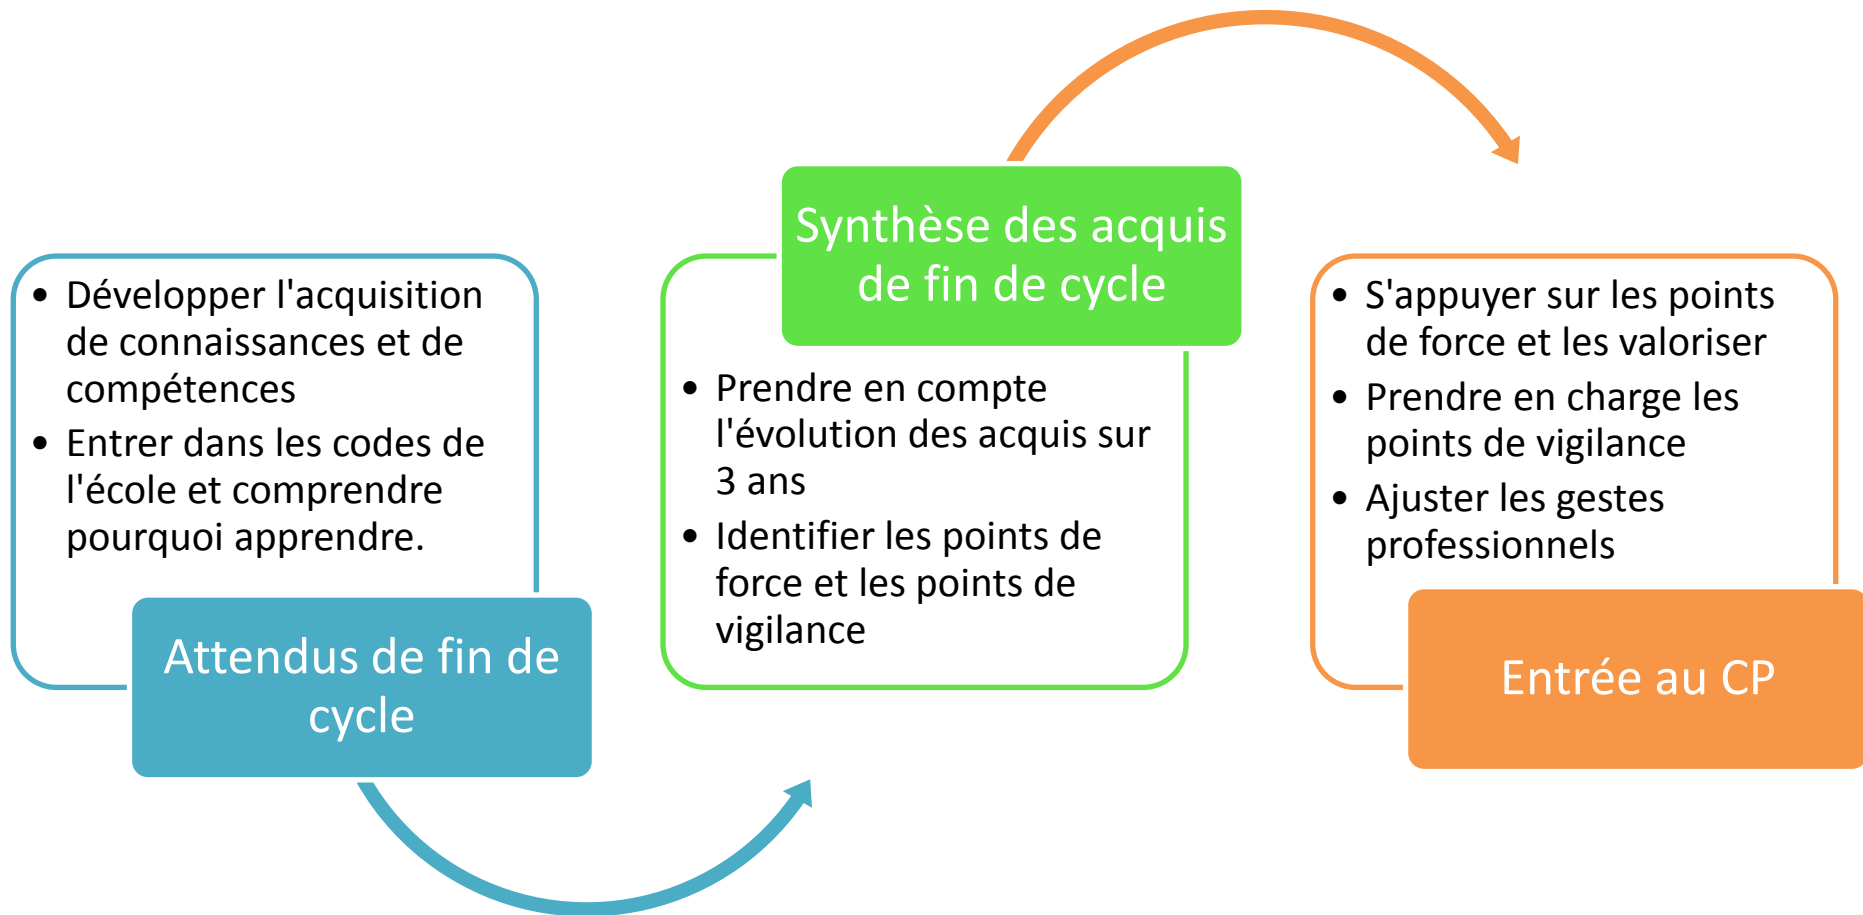 • Développer l'acquisition
de connaissances et de
compétences
• Entrer dans les codes de
l'école et comprendre
pourquoi apprendre.
Attendus de fin de
cycle
Synthèse des acquis
de fin de cycle
• Prendre en compte
l'évolution des acquis sur
3 ans
• Identifier les points de
force et les points de
vigilance
• S'appuyer sur les points
de force et les valoriser
• Prendre en charge les
points de vigilance
• Ajuster les gestes
professionnels
Entrée au CP